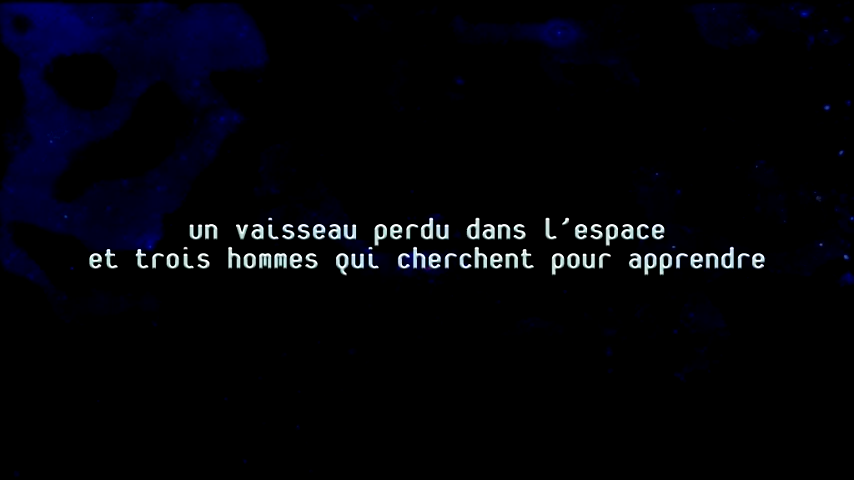 un vaisseau perdu dans l'espace
et trois hommes qui cherchent pour apprendre